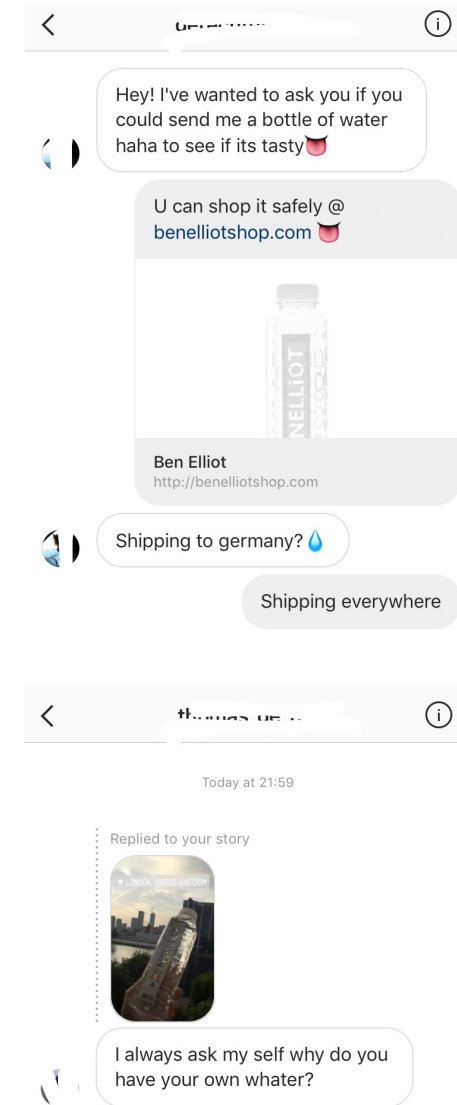 Hey! I've wanted to ask you if you
could send me a bottle of water
haha to see if its tasty👅
U can shop it safely @
benelliotshop.com 👅
NELLIOT
Ben Elliot
http://benelliotshop.com
Shipping to germany?💧
Shipping everywhere
Today at 21:59
Replied to your story
LONDON, UNITED KINGDOM
I always ask my self why do you
have your own whater?